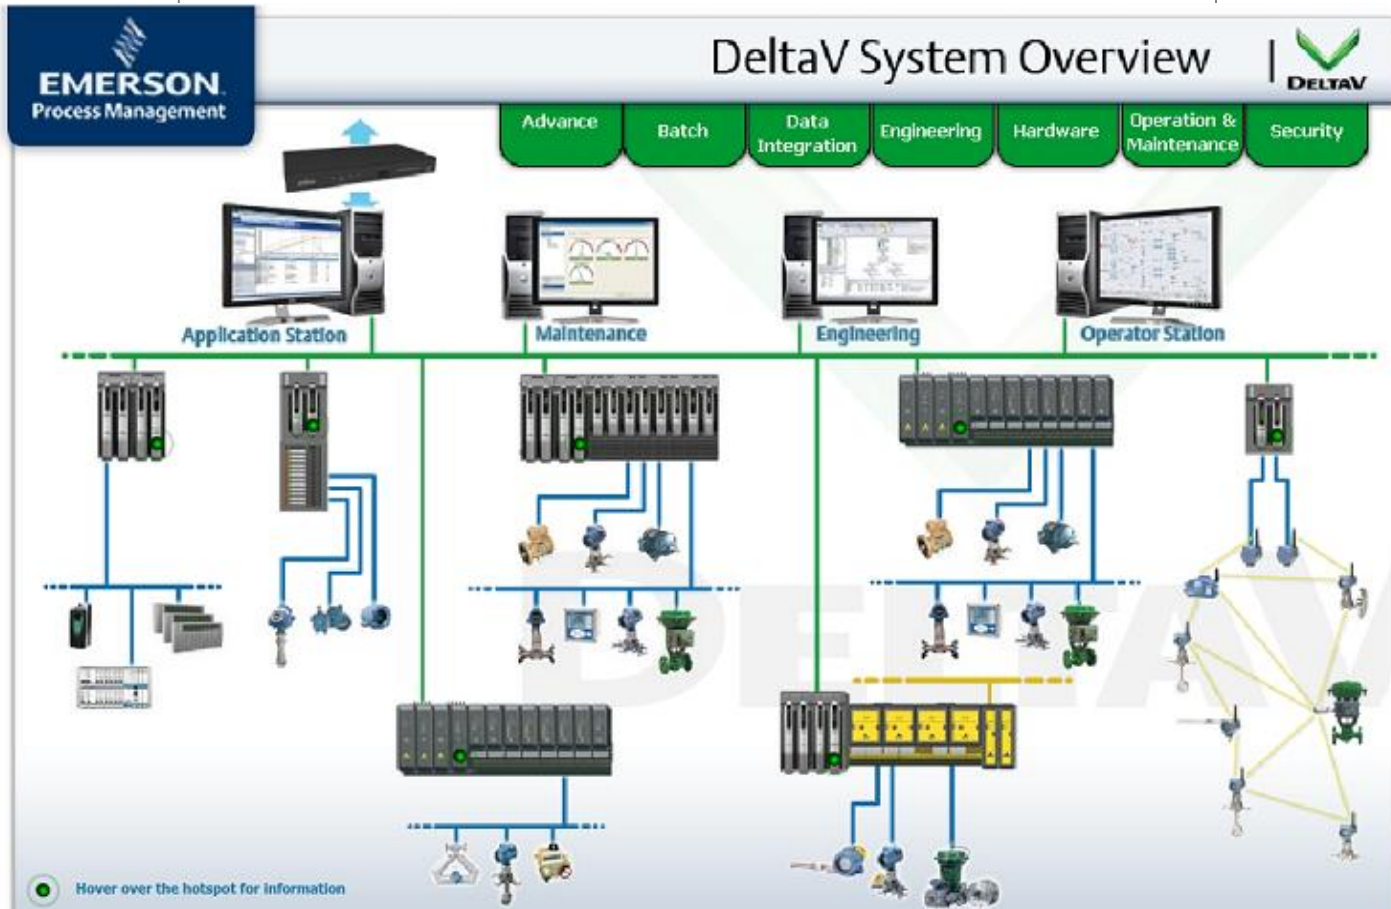 EMERSON.
Process Management
DeltaV System Overview
DELTAV
Advance
Batch
Data
Integration
Engineering
Hardware
Operation &
Maintenance
Security
Application Station
Maintenance
Engineering
Operator Station
DELTAV
Hover over the hotspot for information